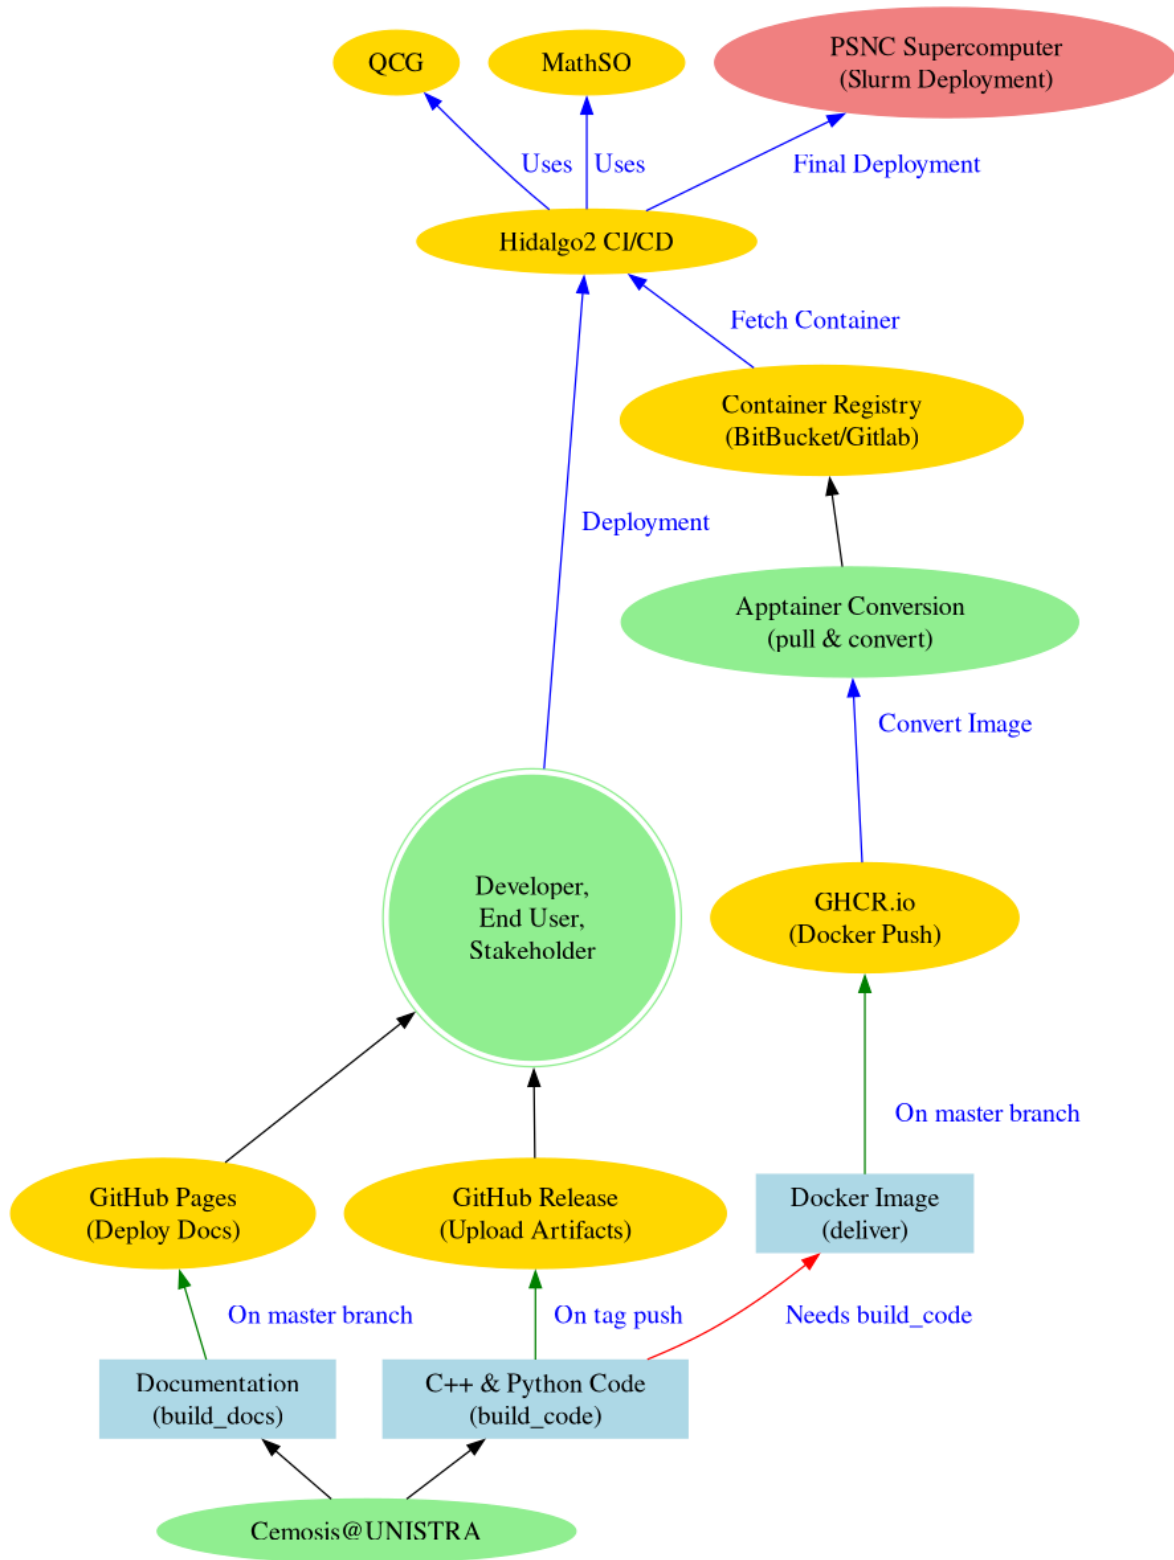 QCG
MathSO
PSNC Supercomputer
(Slurm Deployment)
Uses
Uses
Final Deployment
Hidalgo2 CI/CD
Fetch Container
Container Registry
(BitBucket/Gitlab)
Deployment
Apptainer Conversion
(pull & convert)
Convert Image
Developer,
End User,
Stakeholder
GHCR.io
(Docker Push)
On master branch
GitHub Pages
(Deploy Docs)
GitHub Release
(Upload Artifacts)
Docker Image
(deliver)
On master branch
On tag push
Needs build_code
Documentation
(build_docs)
C++ & Python Code
(build_code)
Cemosis@UNISTRA